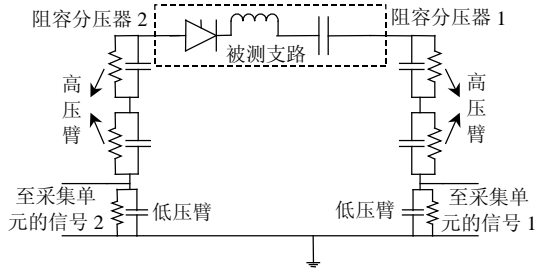 阻容分压器 2
阻容分压器 1
被测支路
高
压
臂
高
压
臂
至采集单
元的信号 2
低压臂
低压臂
至采集单
元的信号 1